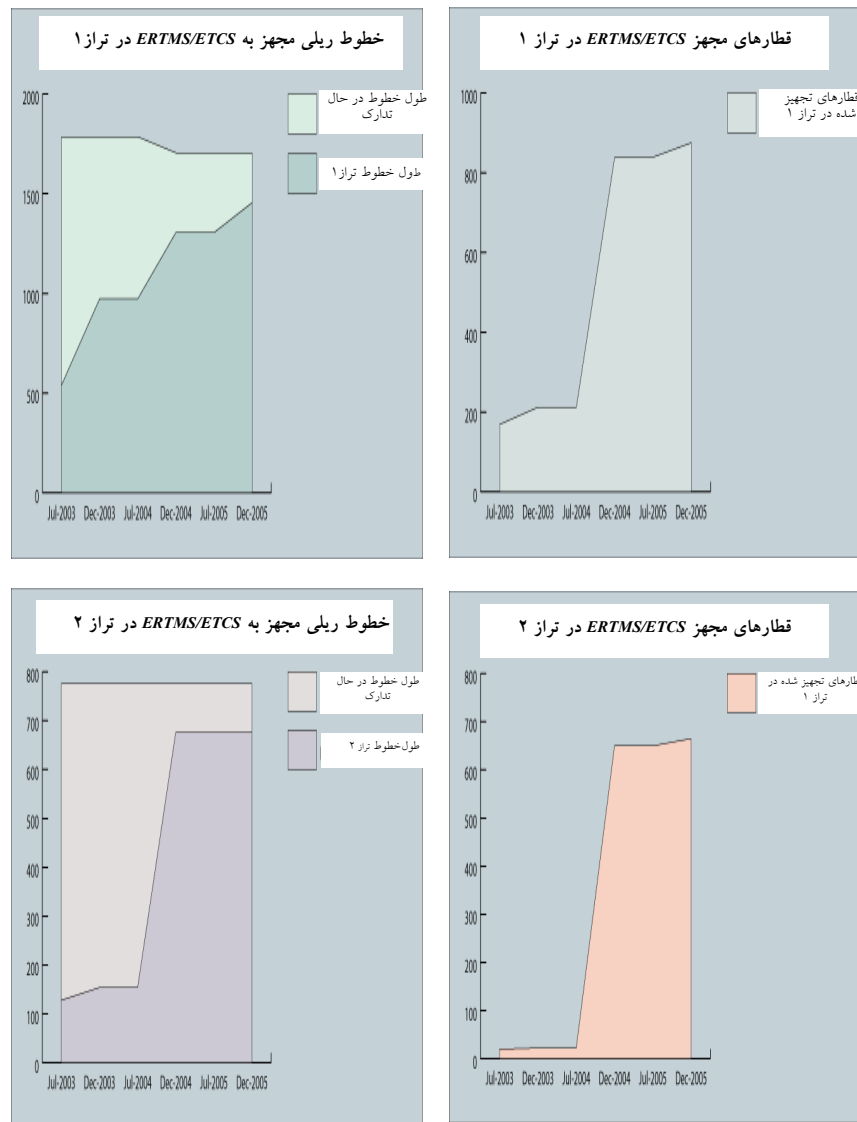 خطوط ریلی مجهز به ERTMS/ETCS در تراز۱
طول خطوط در حال
تدارک
طول خطوط تراز۱
2000
1500
1000
500
0
Jul-2003 Dec-2003 Jul-2004 Dec-2004 Jul-2005 Dec-2005
قطارهای مجهز ERTMS/ETCS در تراز ۱
قطارهای تجهیز
شده در تراز ۱
1000
800
600
400
200
0
Jul-2003 Dec-2003 Jul-2004 Dec-2004 Jul-2005 Dec-2005
خطوط ریلی مجهز به ERTMS/ETCS در تراز ۲
طول خطوط در حال
تدارک
طول‌خطوط تراز ۲
800
700
600
500
400
300
200
100
0
Jul-2003 Dec-2003 Jul-2004 Dec-2004 Jul-2005 Dec-2005
قطارهای مجهز ERTMS/ETCS در تراز ۲
طارهای تجهیز شده در
تراز ۱
800
700
600
500
400
300
200
100
0
Jul-2003 Dec-2003 Jul-2004 Dec-2004 Jul-2005 Dec-2005